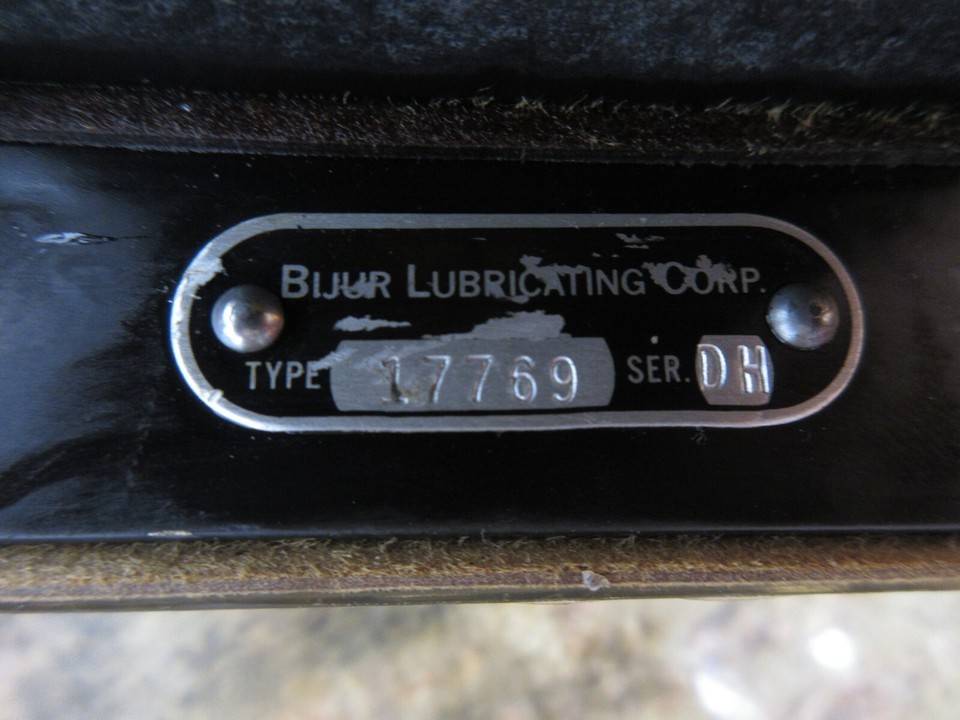 BIJUR LUBRICATING CORP.
TYPE 17769 SER. DH